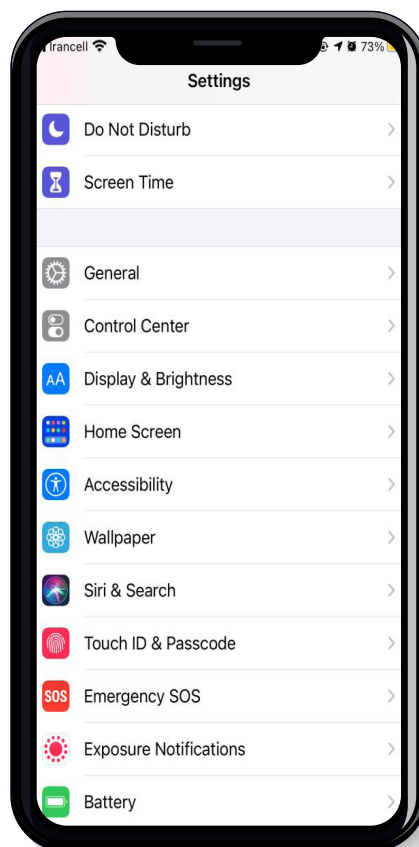 Irancell 73%
Settings
Do Not Disturb
Screen Time
General
Control Center
AA Display & Brightness
Home Screen
Accessibility
Wallpaper
Siri & Search
Touch ID & Passcode
SOS Emergency SOS
Exposure Notifications
Battery